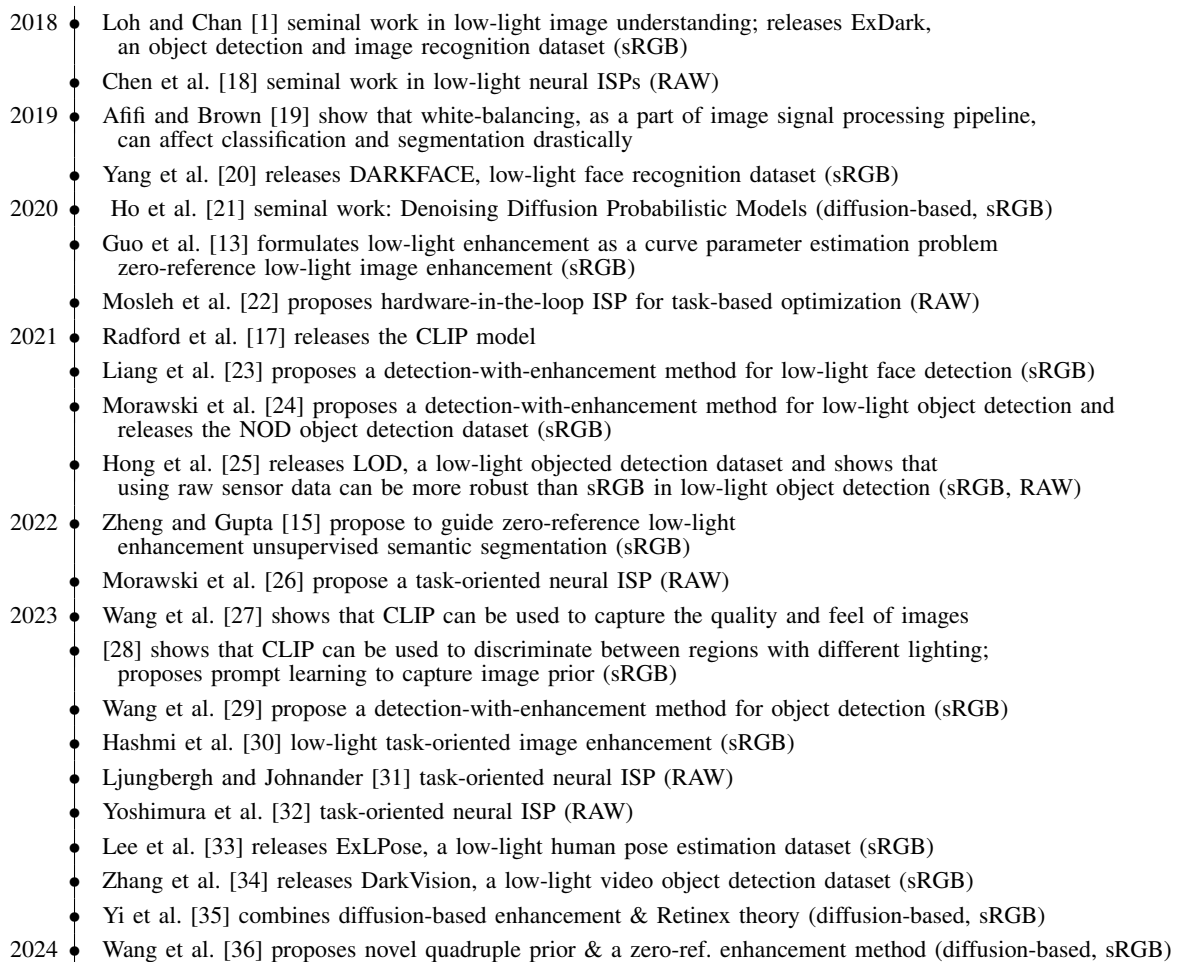 2018 Loh and Chan [1] seminal work in low-light image understanding; releases ExDark,
an object detection and image recognition dataset (sRGB)
Chen et al. [18] seminal work in low-light neural ISPs (RAW)
2019 Afifi and Brown [19] show that white-balancing, as a part of image signal processing pipeline,
can affect classification and segmentation drastically
Yang et al. [20] releases DARKFACE, low-light face recognition dataset (sRGB)
2020 Ho et al. [21] seminal work: Denoising Diffusion Probabilistic Models (diffusion-based, sRGB)
Guo et al. [13] formulates low-light enhancement as a curve parameter estimation problem
zero-reference low-light image enhancement (sRGB)
Mosleh et al. [22] proposes hardware-in-the-loop ISP for task-based optimization (RAW)
2021 Radford et al. [17] releases the CLIP model
Liang et al. [23] proposes a detection-with-enhancement method for low-light face detection (sRGB)
Morawski et al. [24] proposes a detection-with-enhancement method for low-light object detection and
releases the NOD object detection dataset (sRGB)
Hong et al. [25] releases LOD, a low-light objected detection dataset and shows that
using raw sensor data can be more robust than sRGB in low-light object detection (sRGB, RAW)
2022 Zheng and Gupta [15] propose to guide zero-reference low-light
enhancement unsupervised semantic segmentation (sRGB)
Morawski et al. [26] propose a task-oriented neural ISP (RAW)
2023 Wang et al. [27] shows that CLIP can be used to capture the quality and feel of images
[28] shows that CLIP can be used to discriminate between regions with different lighting;
proposes prompt learning to capture image prior (sRGB)
Wang et al. [29] propose a detection-with-enhancement method for object detection (sRGB)
Hashmi et al. [30] low-light task-oriented image enhancement (sRGB)
Ljungbergh and Johnander [31] task-oriented neural ISP (RAW)
Yoshimura et al. [32] task-oriented neural ISP (RAW)
Lee et al. [33] releases ExLPose, a low-light human pose estimation dataset (sRGB)
Zhang et al. [34] releases DarkVision, a low-light video object detection dataset (sRGB)
Yi et al. [35] combines diffusion-based enhancement & Retinex theory (diffusion-based, sRGB)
2024 Wang et al. [36] proposes novel quadruple prior & a zero-ref. enhancement method (diffusion-based, sRGB)